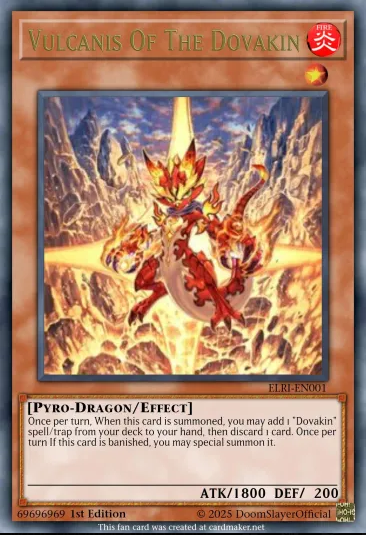 Vulcanis Of The Dovakin
FIRE
炎
ELRI-EN001
[Pyro-Dragon/Effect]
Once per turn, When this card is summoned, you may add 1 "Dovakin"
spell/trap from your deck to your hand, then discard 1 card. Once per
turn If this card is banished, you may special summon it.
ATK/1800 DEF/ 200
69696969 1st Edition © 2025 DoomSlayerOfficial
This fan card was created at cardmaker.net